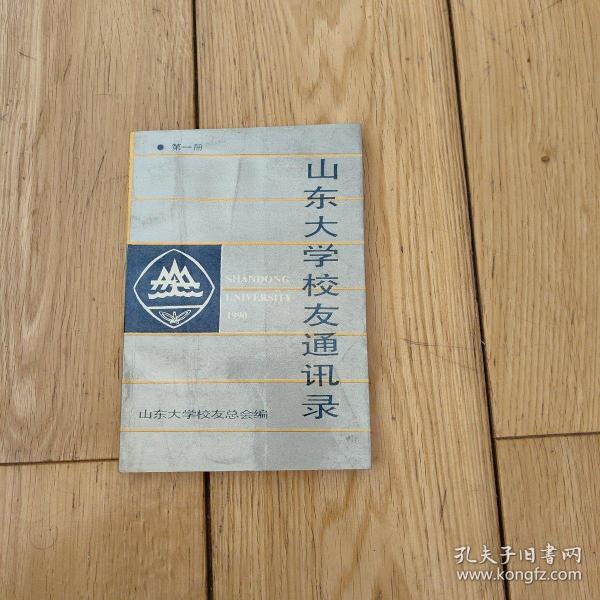 第一册
山东大学校友通讯录
SHANDONG
UNIVERSITY
1990
山东大学校友总会编
孔夫子旧书网
www.kongfz.com